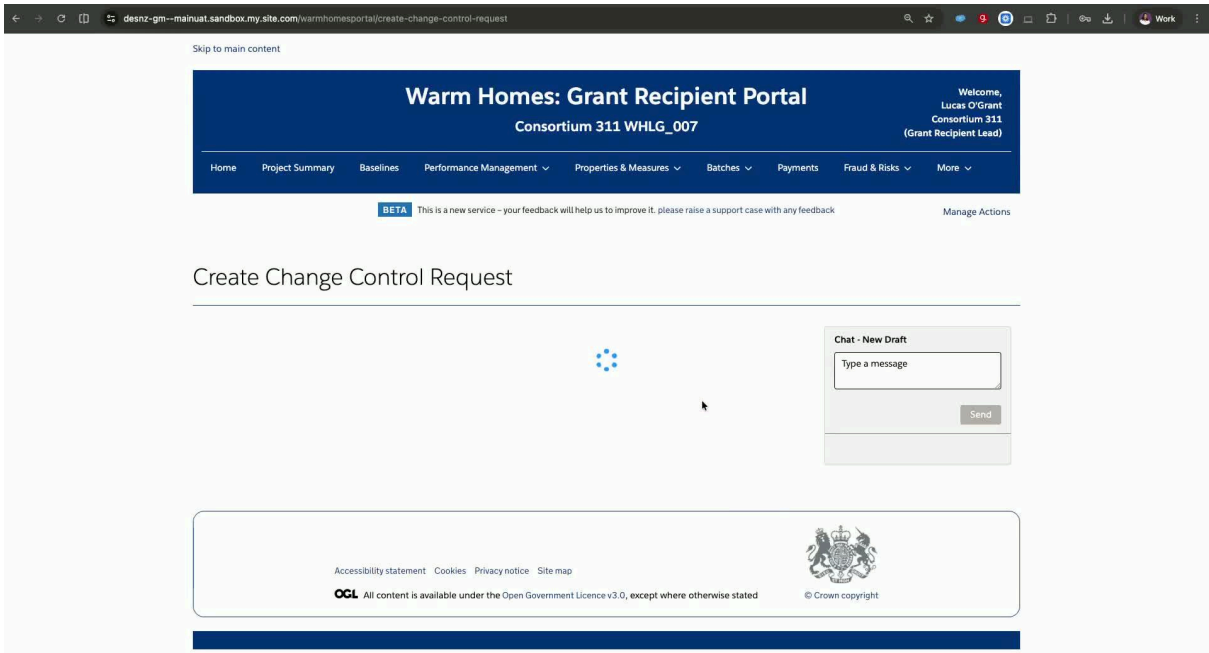 desnz-gm--mainuat.sandbox.my.site.com/warmhomesportal/create-change-control-request
Work
Skip to main content
Warm Homes: Grant Recipient Portal
Consortium 311 WHLG_007
Welcome,
Lucas O'Grant
Consortium 311
(Grant Recipient Lead)
Home Project Summary Baselines Performance Management Properties & Measures Batches Payments Fraud & Risks More
BETA This is a new service – your feedback will help us to improve it. please raise a support case with any feedback
Manage Actions
Create Change Control Request
Chat - New Draft
Type a message
Send
Accessibility statement Cookies Privacy notice Site map
OGL All content is available under the Open Government Licence v3.0, except where otherwise stated
© Crown copyright